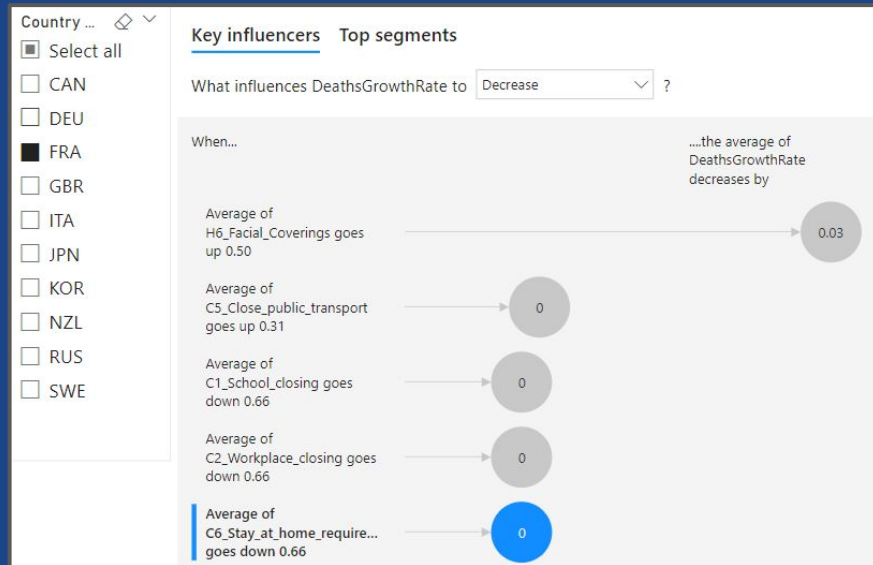 Country ...
Select all
CAN
DEU
FRA
GBR
ITA
JPN
KOR
NZL
RUS
SWE
Key influencers Top segments
What influences DeathsGrowthRate to Decrease ?
When...
....the average of
DeathsGrowthRate
decreases by
Average of
H6_Facial_Coverings goes
up 0.50
0.03
Average of
C5_Close_public_transport
goes up 0.31
0
Average of
C1_School_closing goes
down 0.66
0
Average of
C2_Workplace_closing goes
down 0.66
0
Average of
C6_Stay_at_home_require...
goes down 0.66
0